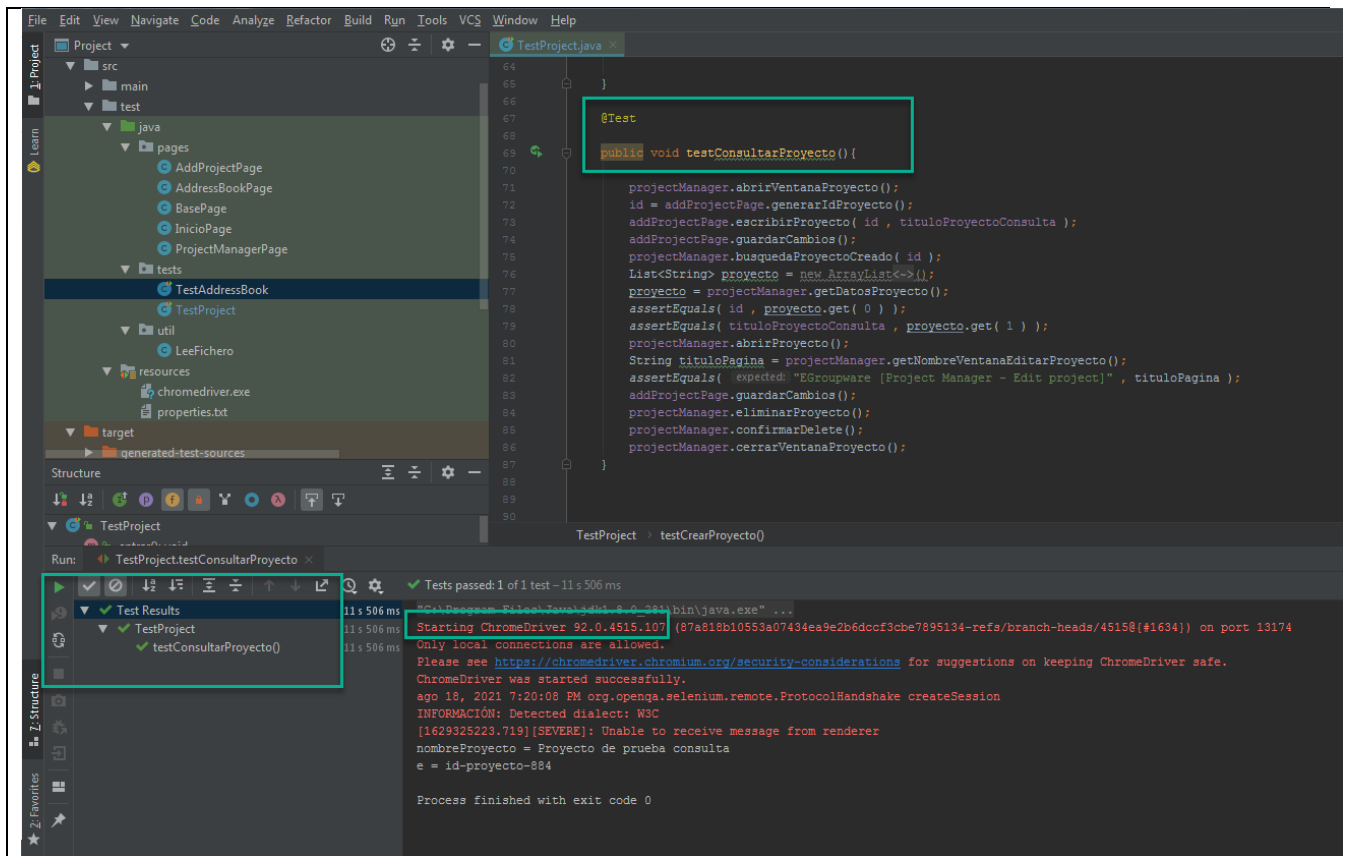 File Edit View Navigate Code Analyze Refactor Build Run Tools VCS Window Help
1: Project
Learn
7: Structure
2: Favorites
Project
src
main
test
java
pages
AddProjectPage
AddressBookPage
BasePage
InicioPage
ProjectManagerPage
tests
TestAddressBook
TestProject
util
LeeFichero
resources
chromedriver.exe
properties.txt
target
generated-test-sources
Structure
TestProject
TestProject.java
64
65 }
66
67 @Test
68
69 public void testConsultarProyecto(){
70
71 projectManager.abrirVentanaProyecto();
72 id = addProjectPage.generarIdProyecto();
73 addProjectPage.escribirProyecto( id , tituloProyectoConsulta );
74 addProjectPage.guardarCambios();
75 projectManager.busquedaProyectoCreado( id );
76 List<String> proyecto = new ArrayList<~>();
77 proyecto = projectManager.getDatosProyecto();
78 assertEquals( id , proyecto.get( 0 ) );
79 assertEquals( tituloProyectoConsulta , proyecto.get( 1 ) );
80 projectManager.abrirProyecto();
81 String tituloPagina = projectManager.getNombreVentanaEditarProyecto();
82 assertEquals( expected: "EGroupware [Project Manager - Edit project]" , tituloPagina );
83 addProjectPage.guardarCambios();
84 projectManager.eliminarProyecto();
85 projectManager.confirmarDelete();
86 projectManager.cerrarVentanaProyecto();
87 }
88
89
90
TestProject > testCrearProyecto()
Run: TestProject.testConsultarProyecto
Tests passed: 1 of 1 test – 11 s 506 ms
Test Results 11 s 506 ms
TestProject 11 s 506 ms
testConsultarProyecto() 11 s 506 ms
"C:\Program Files\Java\jdk1.8.0_281\bin\java.exe" ...
Starting ChromeDriver 92.0.4515.107 (87a818b10553a07434ea9e2b6dccf3cbe7895134-refs/branch-heads/4515@{#1634}) on port 13174
Only local connections are allowed.
Please see https://chromedriver.chromium.org/security-considerations for suggestions on keeping ChromeDriver safe.
ChromeDriver was started successfully.
ago 18, 2021 7:20:08 PM org.openqa.selenium.remote.ProtocolHandshake createSession
INFORMACIÓN: Detected dialect: W3C
[1629325223.719][SEVERE]: Unable to receive message from renderer
nombreProyecto = Proyecto de prueba consulta
e = id-proyecto-884
Process finished with exit code 0